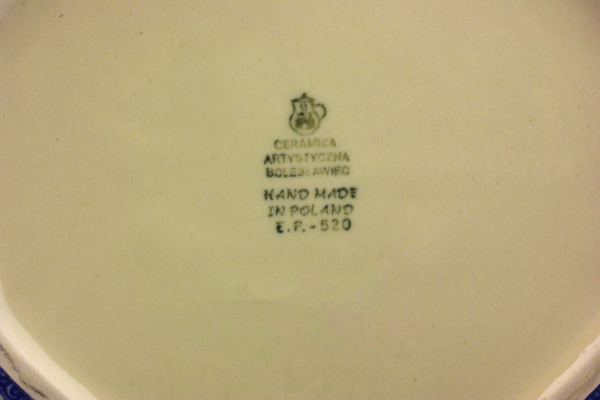 CERAMIKA
ARTYSTYCZNA
BOLESŁAWIEC
HAND MADE
IN POLAND
E.P. - 520